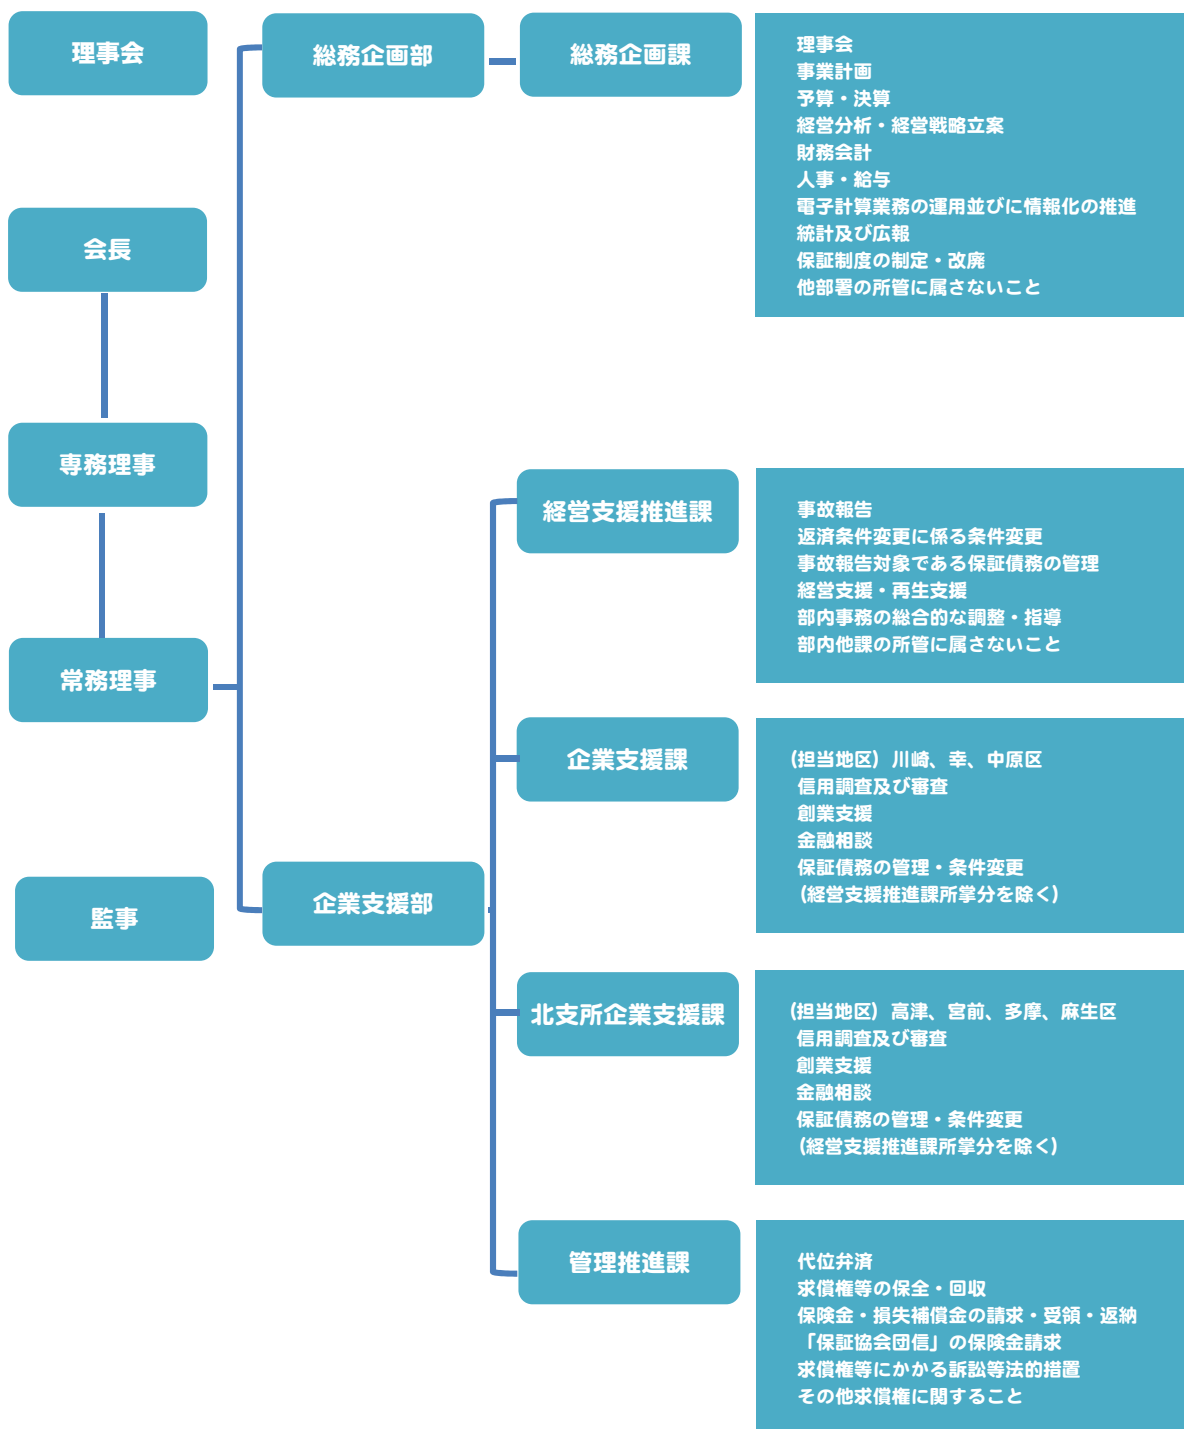 理事会
会長
専務理事
常務理事
監事
総務企画部
総務企画課
理事会
事業計画
予算・決算
経営分析・経営戦略立案
財務会計
人事・給与
電子計算業務の運用並びに情報化の推進
統計及び広報
保証制度の制定・改廃
他部署の所管に属さないこと
企業支援部
経営支援推進課
事故報告
返済条件変更に係る条件変更
事故報告対象である保証債務の管理
経営支援・再生支援
部内事務の総合的な調整・指導
部内他課の所管に属さないこと
企業支援課
(担当地区) 川崎、幸、中原区
信用調査及び審査
創業支援
金融相談
保証債務の管理・条件変更
(経営支援推進課所掌分を除く)
北支所企業支援課
(担当地区) 高津、宮前、多摩、麻生区
信用調査及び審査
創業支援
金融相談
保証債務の管理・条件変更
(経営支援推進課所掌分を除く)
管理推進課
代位弁済
求償権等の保全・回収
保険金・損失補償金の請求・受領・返納
「保証協会団信」の保険金請求
求償権等にかかる訴訟等法的措置
その他求償権に関すること